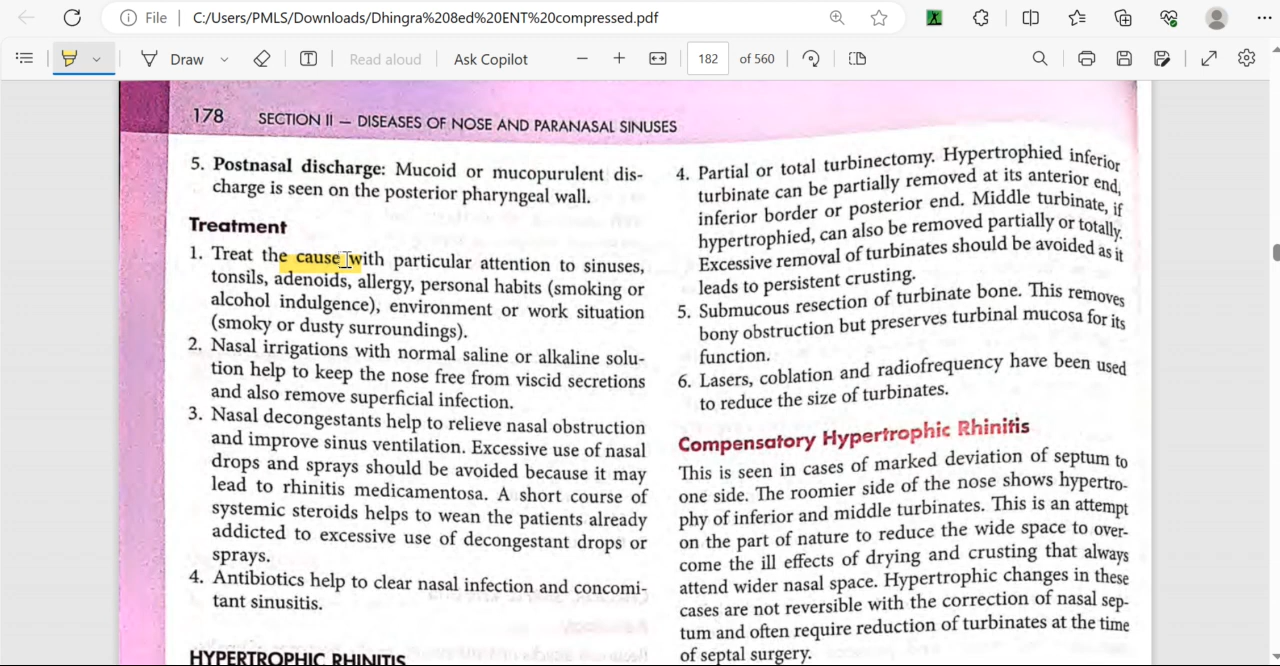 File
C:/Users/PMLS/Downloads/Dhingra%208ed%20ENT%20compressed.pdf
Draw
Read aloud
Ask Copilot
182
of 560
178 SECTION II — DISEASES OF NOSE AND PARANASAL SINUSES
5. Postnasal discharge: Mucoid or mucopurulent dis-
charge is seen on the posterior pharyngeal wall.
Treatment
1. Treat the cause with particular attention to sinuses,
tonsils, adenoids, allergy, personal habits (smoking or
alcohol indulgence), environment or work situation
(smoky or dusty surroundings).
2. Nasal irrigations with normal saline or alkaline solu-
tion help to keep the nose free from viscid secretions
and also remove superficial infection.
3. Nasal decongestants help to relieve nasal obstruction
and improve sinus ventilation. Excessive use of nasal
drops and sprays should be avoided because it may
lead to rhinitis medicamentosa. A short course of
systemic steroids helps to wean the patients already
addicted to excessive use of decongestant drops or
sprays.
4. Antibiotics help to clear nasal infection and concomi-
tant sinusitis.
HYPERTROPHIC RHINITIS
4. Partial or total turbinectomy. Hypertrophied inferior
turbinate can be partially removed at its anterior end,
inferior border or posterior end. Middle turbinate, if
hypertrophied, can also be removed partially or totally.
Excessive removal of turbinates should be avoided as it
leads to persistent crusting.
5. Submucous resection of turbinate bone. This removes
bony obstruction but preserves turbinal mucosa for its
function.
6. Lasers, coblation and radiofrequency have been used
to reduce the size of turbinates.
Compensatory Hypertrophic Rhinitis
This is seen in cases of marked deviation of septum to
one side. The roomier side of the nose shows hypertro-
phy of inferior and middle turbinates. This is an attempt
on the part of nature to reduce the wide space to over-
come the ill effects of drying and crusting that always
attend wider nasal space. Hypertrophic changes in these
cases are not reversible with the correction of nasal sep-
tum and often require reduction of turbinates at the time
of septal surgery.